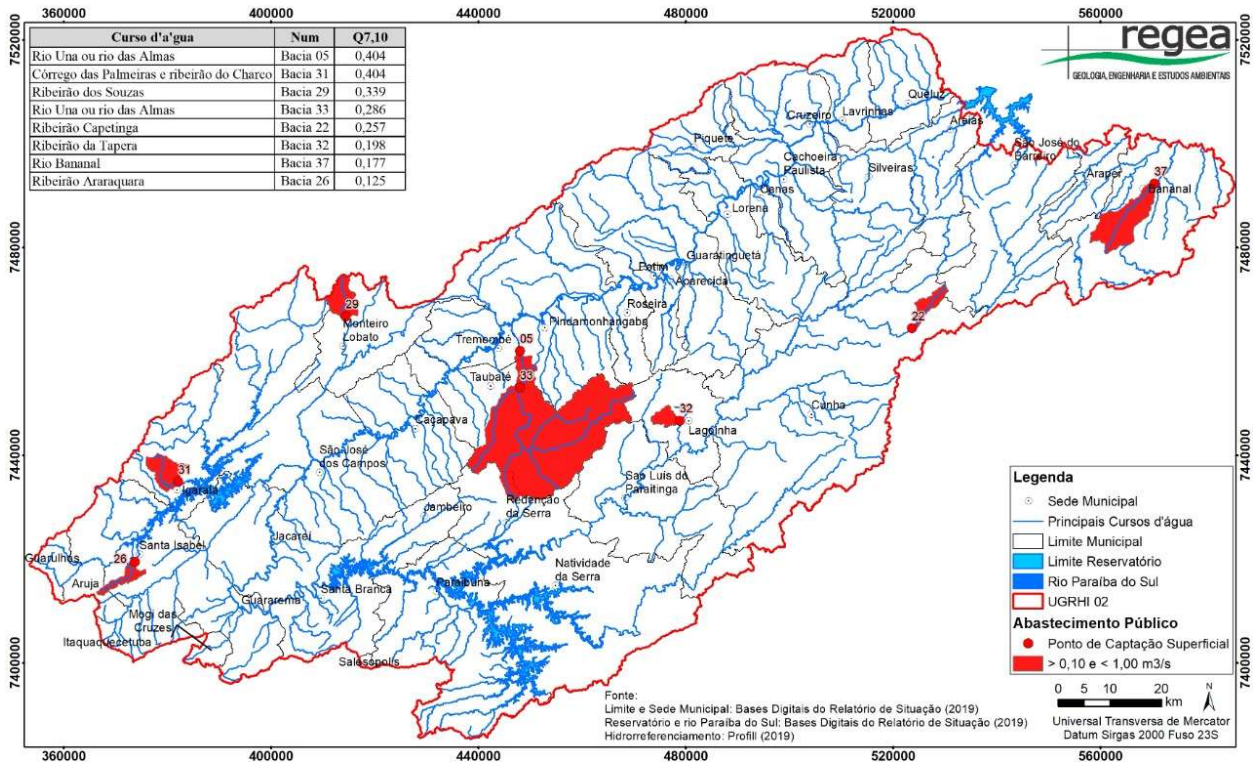 360000 400000 440000 480000 520000 560000
7520000 7520000
7480000 7480000
7440000 7440000
7400000 7400000
Curso d'a'gua Num Q7,10
Rio Una ou rio das Almas Bacia 05 0,404
Córrego das Palmeiras e ribeirão do Charco Bacia 31 0,404
Ribeirão dos Souzas Bacia 29 0,339
Rio Una ou rio das Almas Bacia 33 0,286
Ribeirão Capetinga Bacia 22 0,257
Ribeirão da Tapera Bacia 32 0,198
Rio Bananal Bacia 37 0,177
Ribeirão Araraquara Bacia 26 0,125
regea
GEOLOGIA, ENGENHARIA E ESTUDOS AMBIENTAIS
Queluz
Lavrinhas
Cruzeiro
Areias
Piquete
São José do
Barreiro
Cachoeira
Paulista
Silveiras
Arapeí
37
Bananal
Canas
Lorena
Guaratinguetá
Potim
Aparecida
29
Monteiro
Lobato
Roseira
Pindamonhangaba
22
Tremembé
05
Taubaté
33
32
Lagoinha
Cunha
Caçapava
São José
dos Campos
31
Igaratá
São Luís do
Paraitinga
Redenção
da Serra
Jambeiro
Jacareí
Santa Isabel
26
Guarulhos
Arujá
Natividade
da Serra
Paraibuna
Santa Branca
Guararema
Mogi das
Cruzes
Itaquaquecetuba
Salesópolis
Legenda
Sede Municipal
Principais Cursos d'água
Limite Municipal
Limite Reservatório
Rio Paraíba do Sul
UGRHI 02
Abastecimento Público
Ponto de Captação Superficial
> 0,10 e < 1,00 m3/s
0 5 10 20
km
N
Universal Transversa de Mercator
Datum Sirgas 2000 Fuso 23S
Fonte:
Limite e Sede Municipal: Bases Digitais do Relatório de Situação (2019)
Reservatório e rio Paraíba do Sul: Bases Digitais do Relatório de Situação (2019)
Hidrorreferenciamento: Profill (2019)
360000 400000 440000 480000 520000 560000